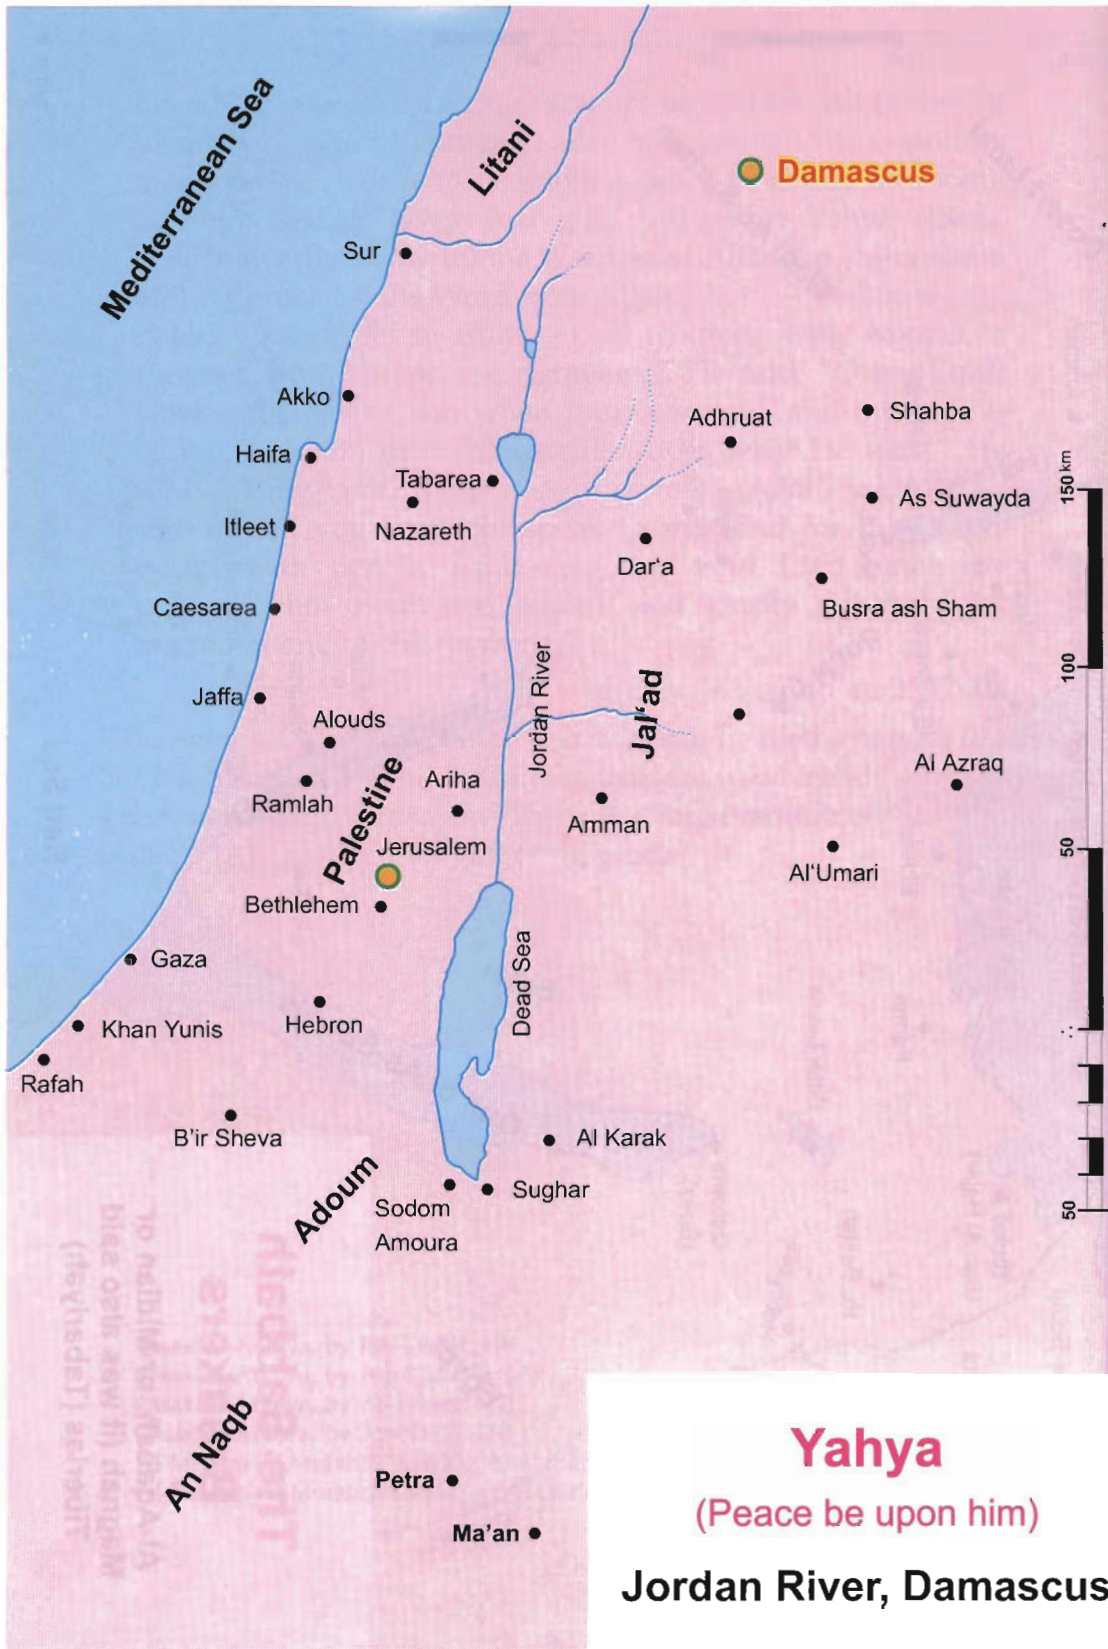 Mediterranean Sea
Litani
Damascus
Sur
Akko
Shahba
Adhruat
Haifa
Tabarea
150 km
As Suwayda
Itleet
Nazareth
Dar'a
Caesarea
Busra ash Sham
100
Jordan River
Jal'ad
Jaffa
Alouds
Al Azraq
Ariha
Ramlah
Palestine
Amman
Jerusalem
50
Al'Umari
Bethlehem
Gaza
Dead Sea
Hebron
Khan Yunis
Rafah
B'ir Sheva
Al Karak
Adoum
Sughar
Sodom
Amoura
50
An Naqb
Petra
Ma'an
Yahya
(Peace be upon him)
Jordan River, Damascus